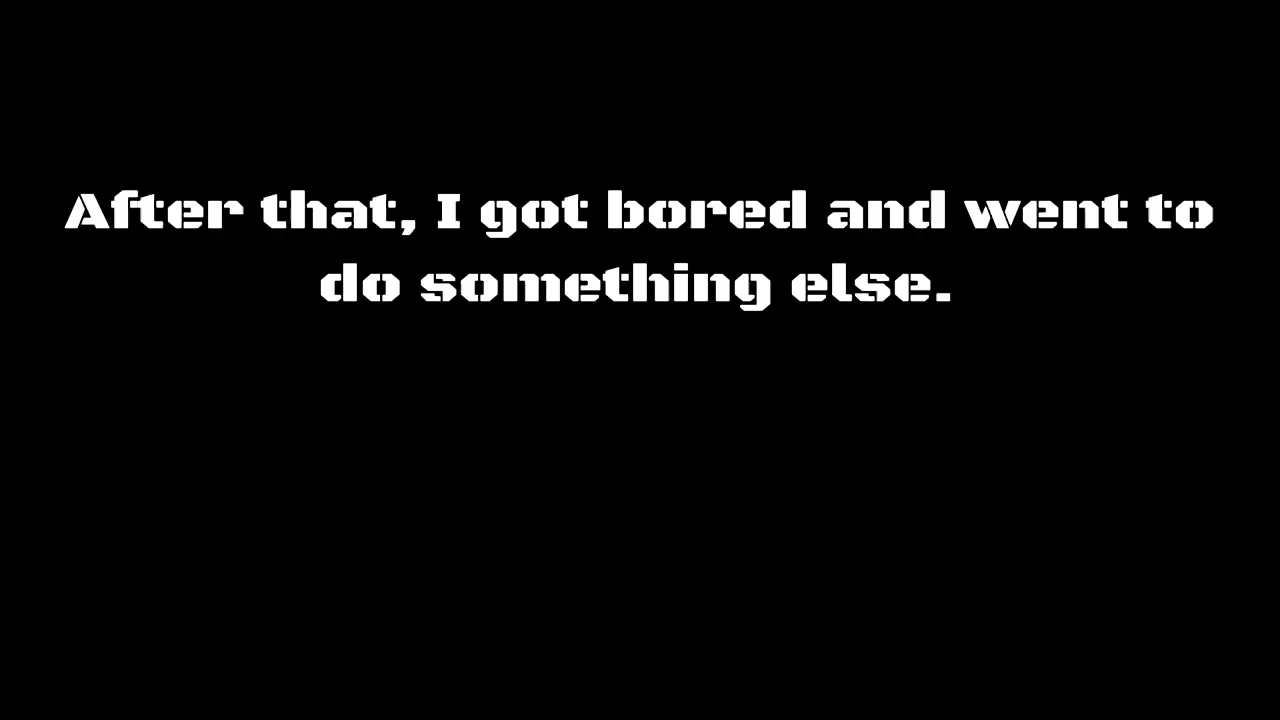 After that, I got bored and went to
do something else.